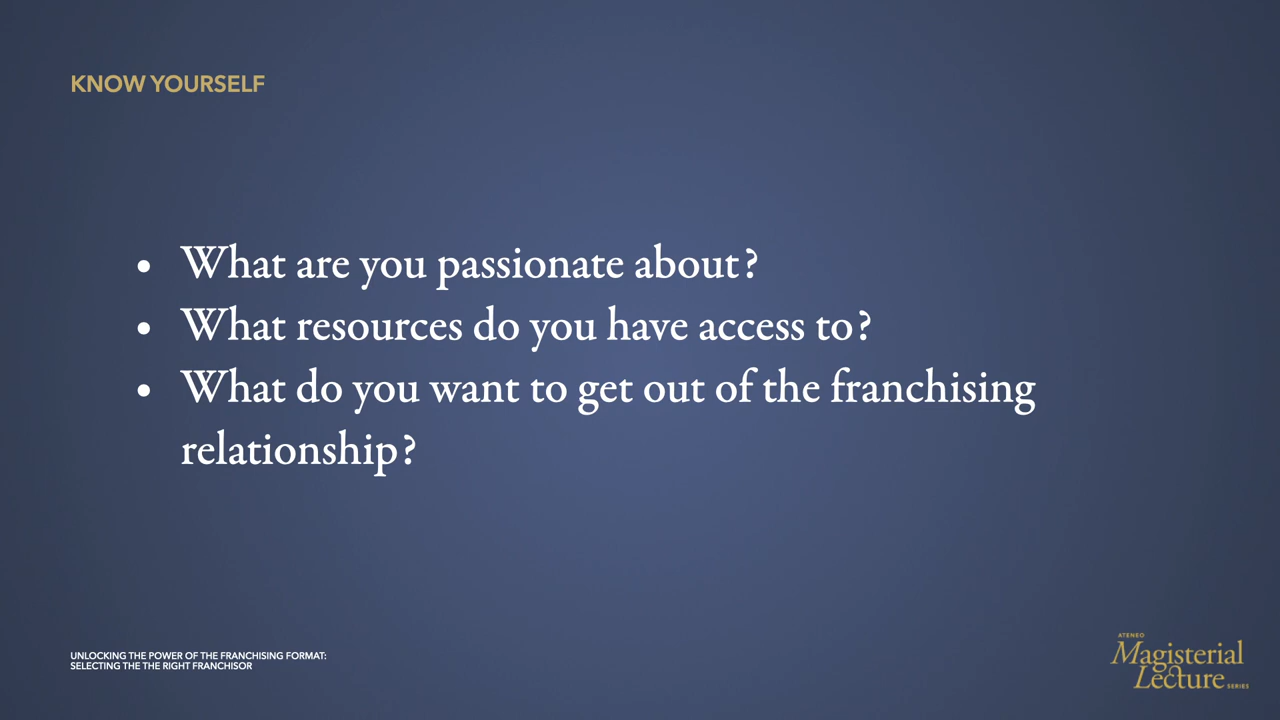 KNOW YOURSELF
• What are you passionate about?
• What resources do you have access to?
• What do you want to get out of the franchising
relationship?
UNLOCKING THE POWER OF THE FRANCHISING FORMAT:
SELECTING THE THE RIGHT FRANCHISOR
ATENEO
Magisterial
Lecture SERIES